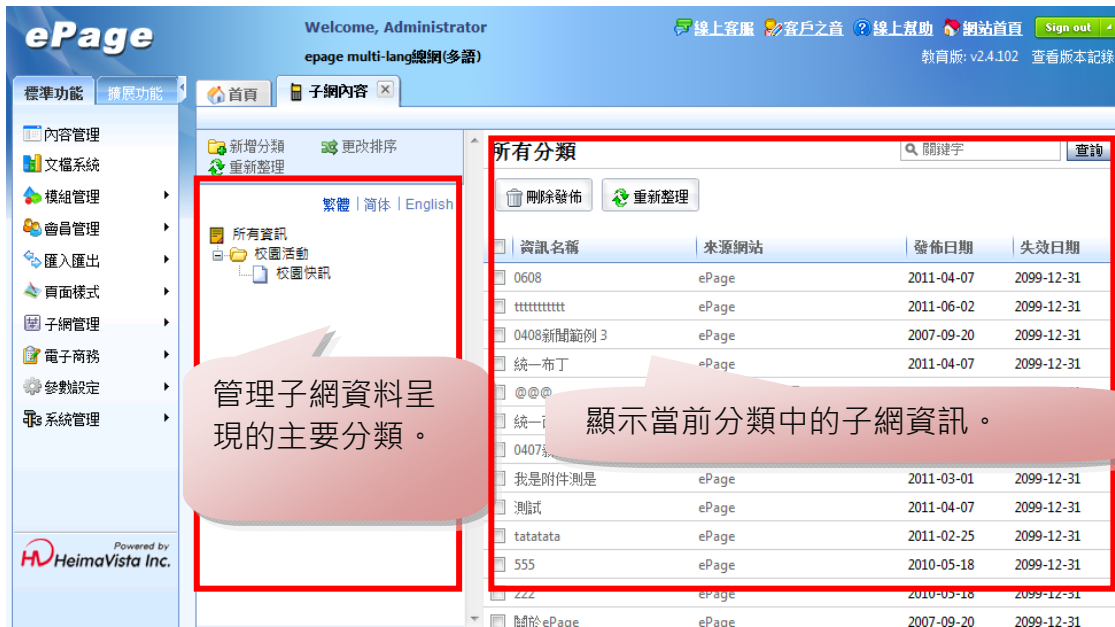 ePage
Welcome, Administrator
epage multi-lang總網(多語)
線上客服 客戶之音 線上幫助 網站首頁 Sign out
教育版: v2.4.102 查看版本記錄
標準功能 擴展功能
首頁 子網內容
內容管理
文檔系統
模組管理
會員管理
匯入匯出
頁面樣式
子網管理
電子商務
參數設定
系統管理
Powered by
HeimaVista Inc.
新增分類 更改排序
重新整理
繁體 | 简体 | English
所有資訊
校園活動
校園快訊
管理子網資料呈
現的主要分類。
所有分類 關鍵字 查詢
刪除發佈 重新整理
資訊名稱 來源網站 發佈日期 失效日期
0608 ePage 2011-04-07 2099-12-31
ttttttttttt ePage 2011-06-02 2099-12-31
0408新聞範例 3 ePage 2007-09-20 2099-12-31
統一布丁 ePage 2011-04-07 2099-12-31
@@@
統一
0407
顯示當前分類中的子網資訊。
我是附件測是 ePage 2011-03-01 2099-12-31
測試 ePage 2011-04-07 2099-12-31
tatatata ePage 2011-02-25 2099-12-31
555 ePage 2010-05-18 2099-12-31
222 ePage 2010-05-18 2099-12-31
關於ePage ePage 2007-09-20 2099-12-31